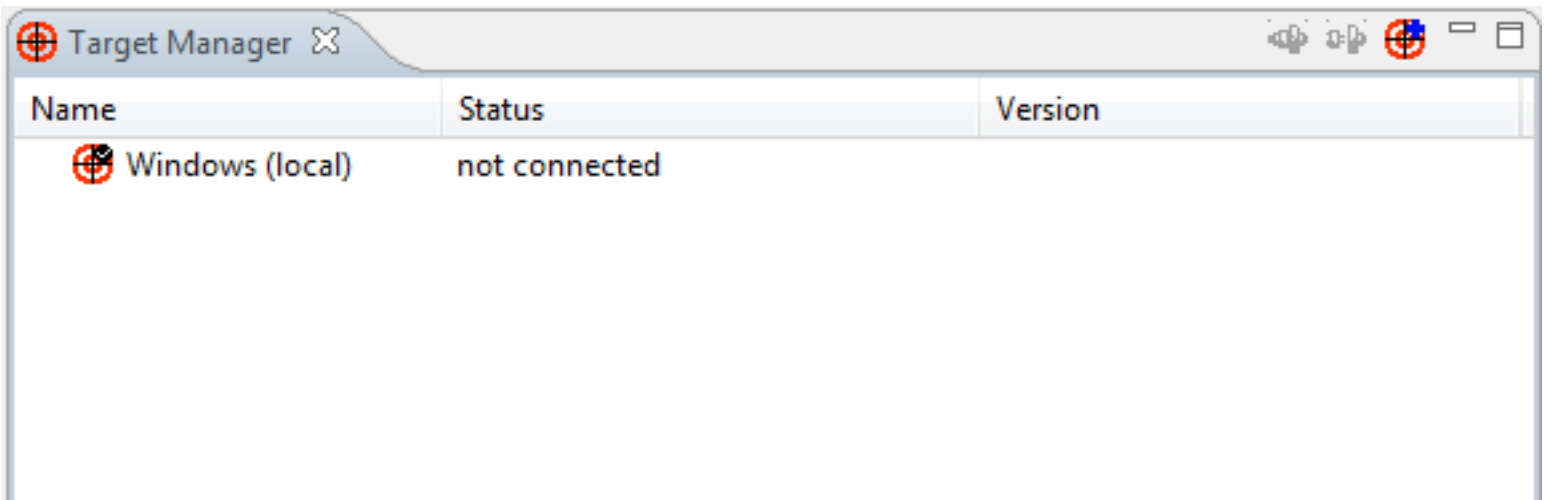 Target Manager
Name Status Version
Windows (local) not connected